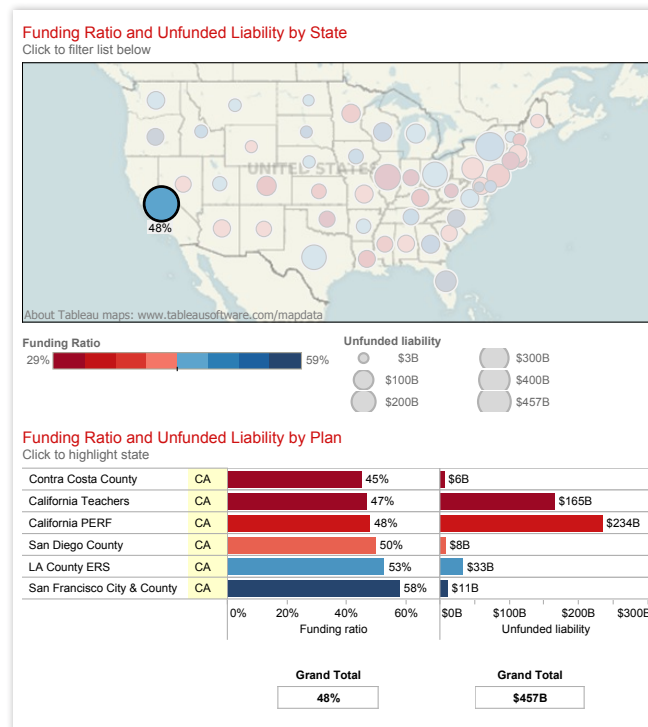 Funding Ratio and Unfunded Liability by State
Click to filter list below
UNITED STATES
48%
About Tableau maps: www.tableausoftware.com/mapdata
Funding Ratio
29% 59%
Unfunded liability
$3B $300B
$100B $400B
$200B $457B
Funding Ratio and Unfunded Liability by Plan
Click to highlight state
Contra Costa County CA 45% $6B
California Teachers CA 47% $165B
California PERF CA 48% $234B
San Diego County CA 50% $8B
LA County ERS CA 53% $33B
San Francisco City & County CA 58% $11B
0% 20% 40% 60% $0B $100B $200B $300B
Funding ratio Unfunded liability
Grand Total Grand Total
48% $457B